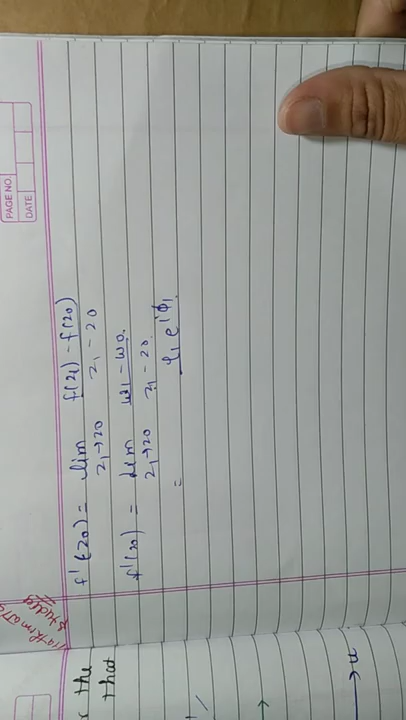 PAGE NO.
DATE
f'(z0) = lim f(z1) - f(z0)
z1→z0 z1 - z0
f'(z0) = lim w1 - w0
z1→z0 z1 - z0
= ρ1 e^iφ1
the
that
→u